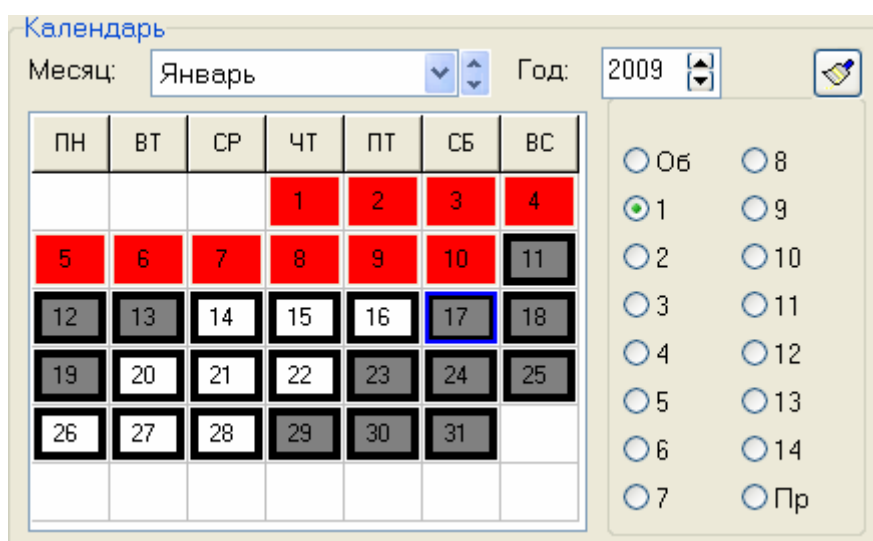 Календарь
Месяц: Январь Год: 2009
ПН ВТ СР ЧТ ПТ СБ ВС
1 2 3 4
5 6 7 8 9 10 11
12 13 14 15 16 17 18
19 20 21 22 23 24 25
26 27 28 29 30 31
Об 8
1 9
2 10
3 11
4 12
5 13
6 14
7 Пр